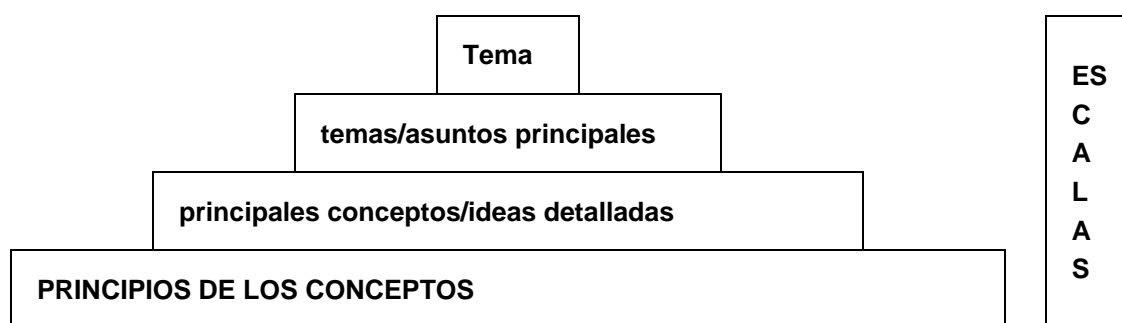 Tema
temas/asuntos principales
principales conceptos/ideas detalladas
PRINCIPIOS DE LOS CONCEPTOS
ES
C
A
L
A
S